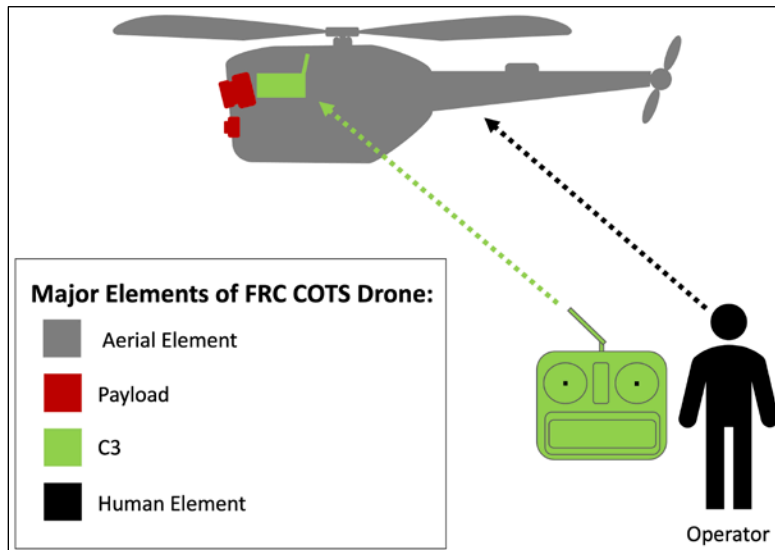 Major Elements of FRC COTS Drone:
Aerial Element
Payload
C3
Human Element
Operator